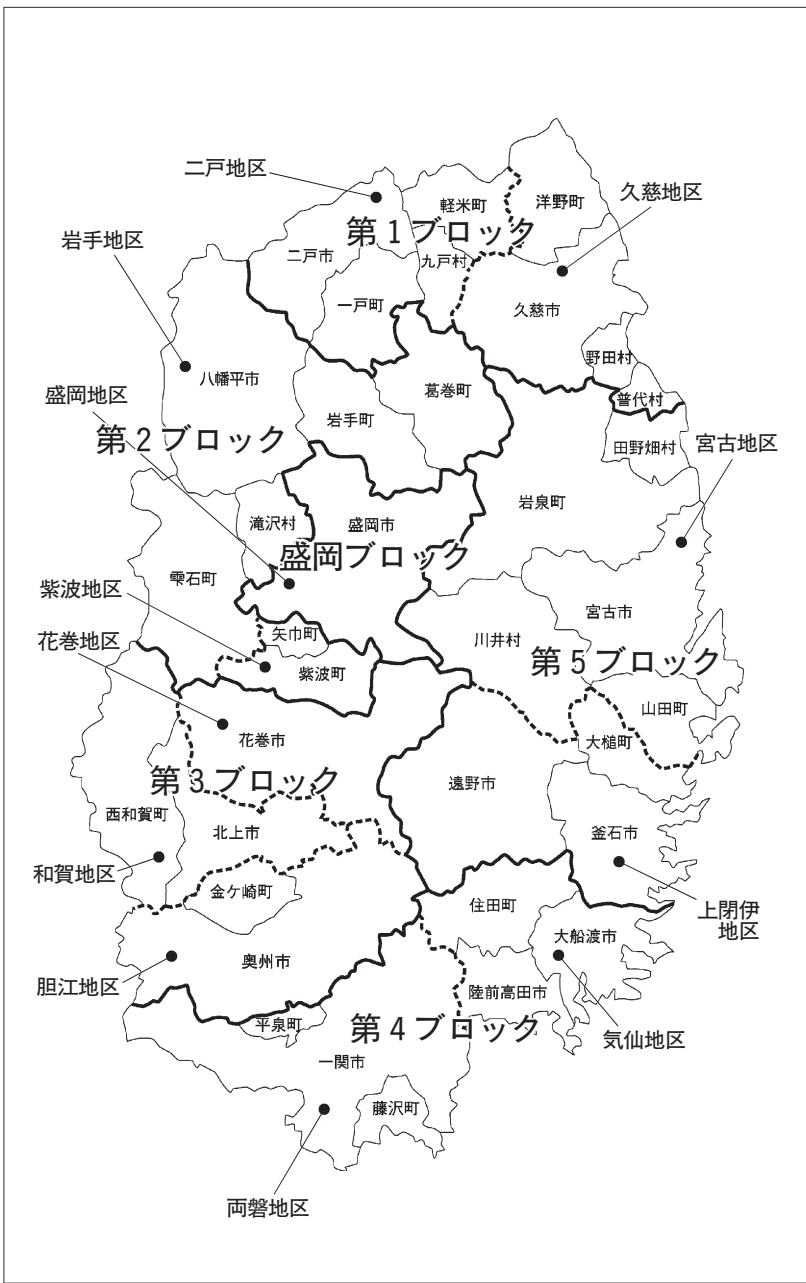 二戸地区
洋野町
軽米町
久慈地区
第1ブロック
岩手地区
二戸市
九戸村
一戸町
久慈市
野田村
八幡平市
葛巻町
盛岡地区
普代村
岩手町
第2ブロック
田野畑村
宮古地区
岩泉町
滝沢村
盛岡市
盛岡ブロック
雫石町
紫波地区
宮古市
矢巾町
川井村
花巻地区
第5ブロック
紫波町
山田町
花巻市
大槌町
第3ブロック
遠野市
西和賀町
北上市
釜石市
和賀地区
金ケ崎町
住田町
上閉伊
地区
大船渡市
奥州市
胆江地区
陸前高田市
平泉町
第4ブロック
気仙地区
一関市
藤沢町
両磐地区